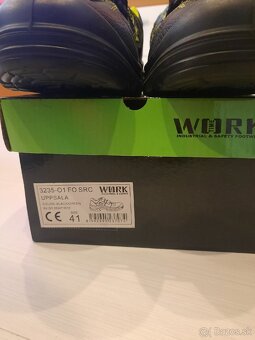 WORK
INDUSTRIAL & SAFETY FOOTWEAR
3235-O1 FO SRC
WORK
UPPSALA
CE
41
bazos.sk